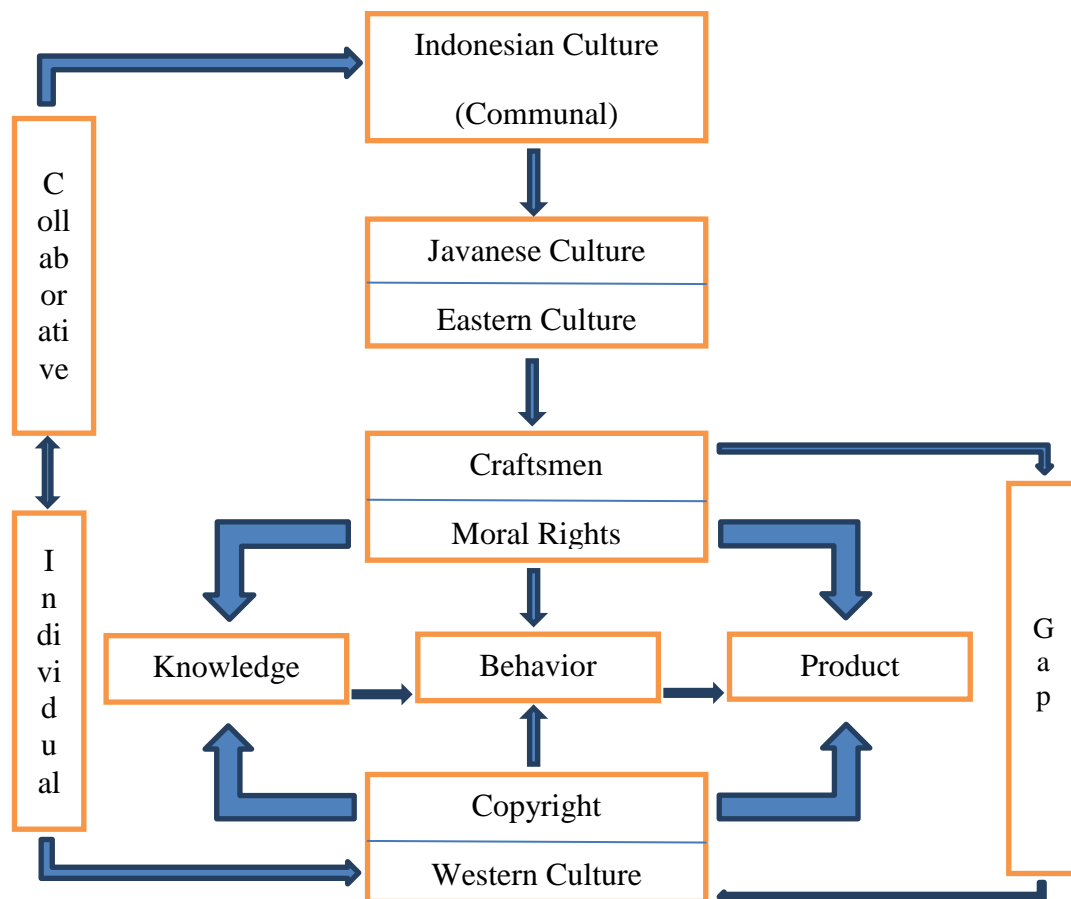 Indonesian Culture
(Communal)
C
oll
ab
or
ati
ve
Javanese Culture
Eastern Culture
Craftsmen
Moral Rights
I
n
di
vi
d
u
al
Knowledge
Behavior
Product
G
a
p
Copyright
Western Culture